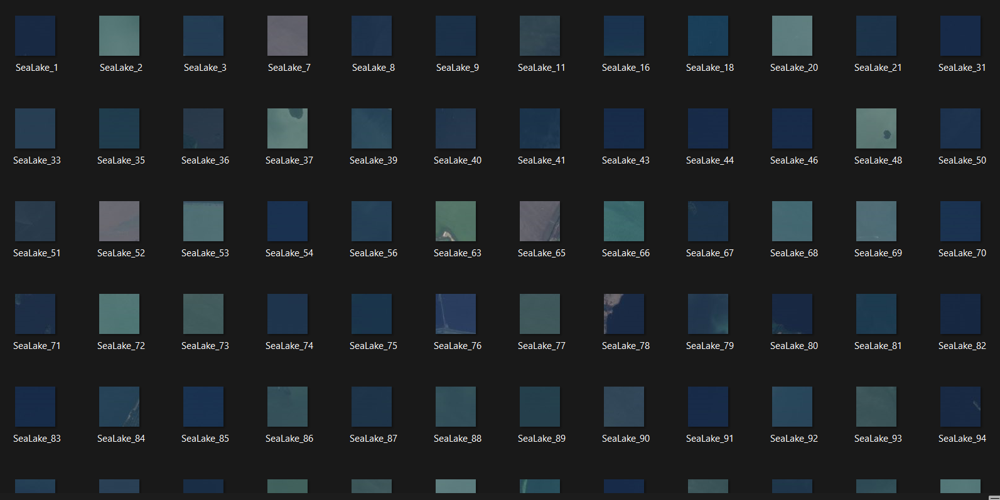 SeaLake_1 SeaLake_2 SeaLake_3 SeaLake_7 SeaLake_8 SeaLake_9 SeaLake_11 SeaLake_16 SeaLake_18 SeaLake_20 SeaLake_21 SeaLake_31
SeaLake_33 SeaLake_35 SeaLake_36 SeaLake_37 SeaLake_39 SeaLake_40 SeaLake_41 SeaLake_43 SeaLake_44 SeaLake_46 SeaLake_48 SeaLake_50
SeaLake_51 SeaLake_52 SeaLake_53 SeaLake_54 SeaLake_56 SeaLake_63 SeaLake_65 SeaLake_66 SeaLake_67 SeaLake_68 SeaLake_69 SeaLake_70
SeaLake_71 SeaLake_72 SeaLake_73 SeaLake_74 SeaLake_75 SeaLake_76 SeaLake_77 SeaLake_78 SeaLake_79 SeaLake_80 SeaLake_81 SeaLake_82
SeaLake_83 SeaLake_84 SeaLake_85 SeaLake_86 SeaLake_87 SeaLake_88 SeaLake_89 SeaLake_90 SeaLake_91 SeaLake_92 SeaLake_93 SeaLake_94